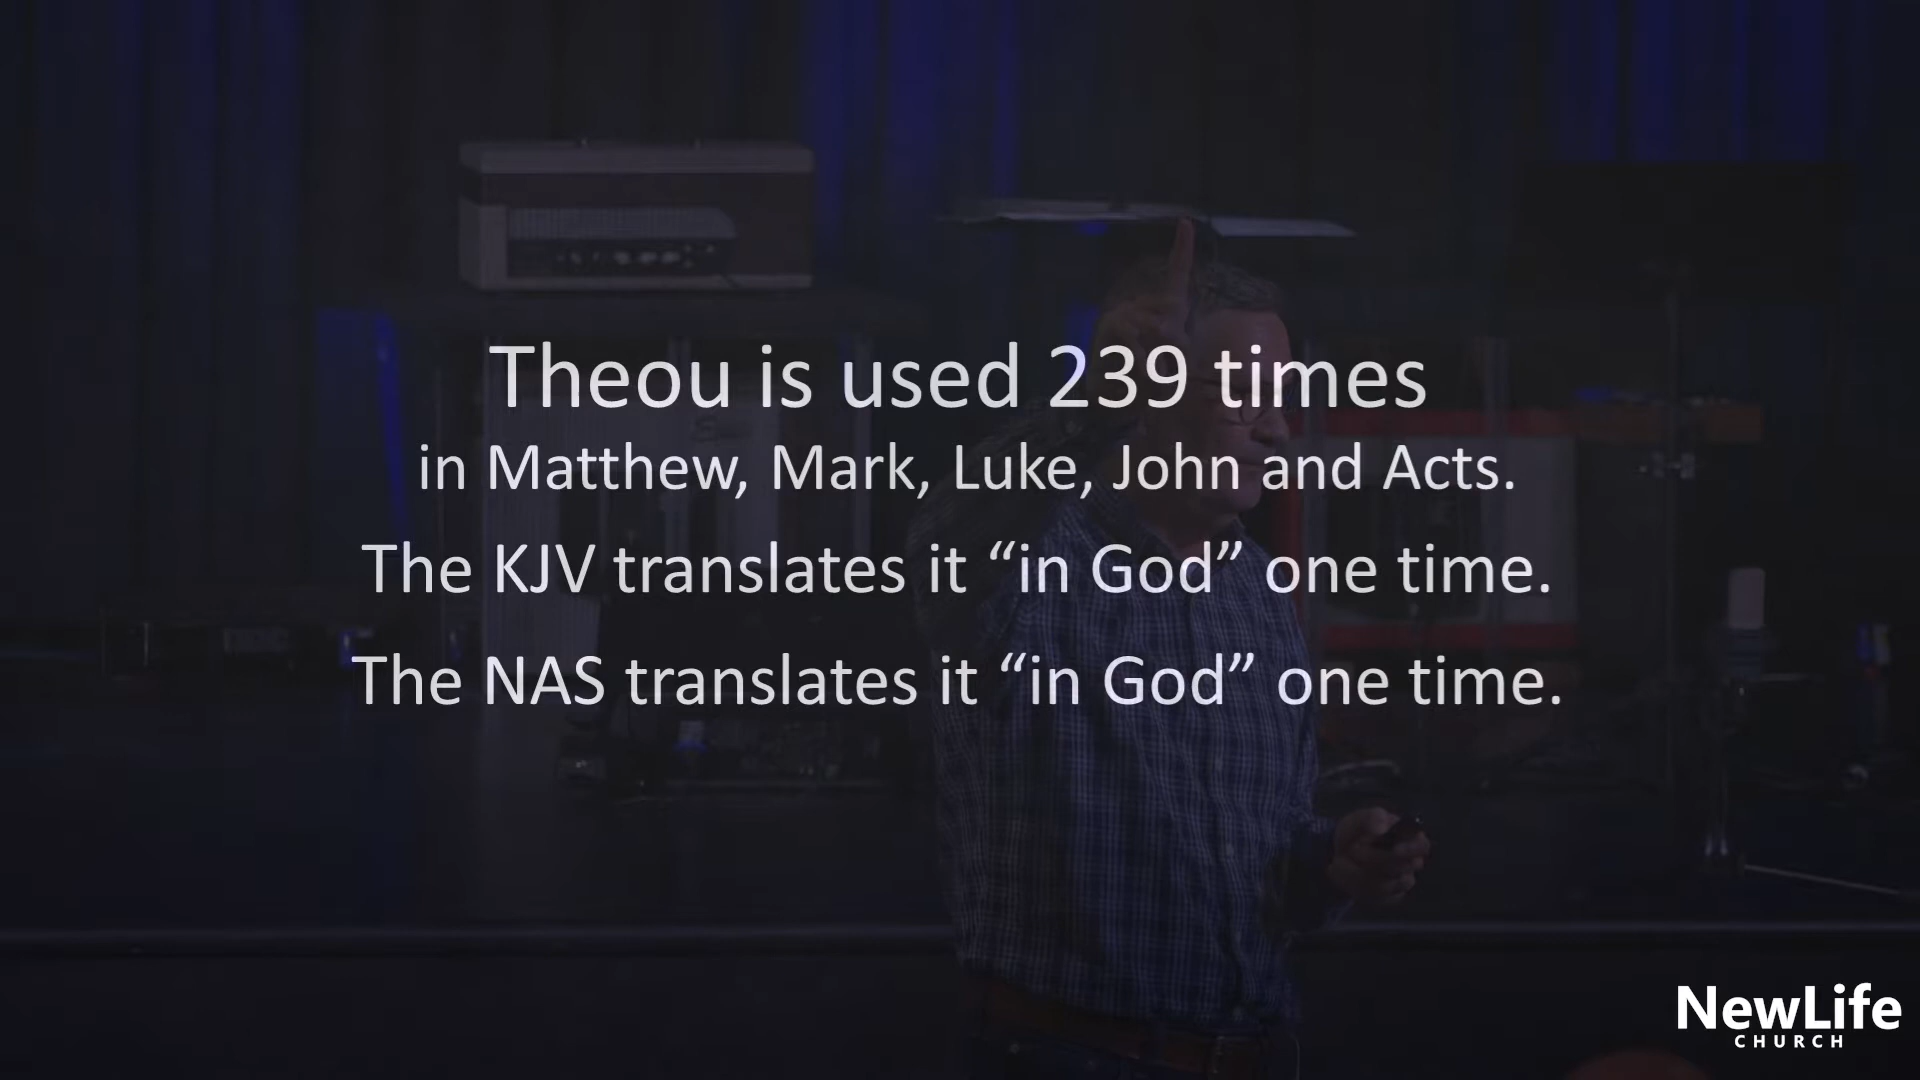 Theou is used 239 times
in Matthew, Mark, Luke, John and Acts.
The KJV translates it “in God” one time.
The NAS translates it “in God” one time.
NewLife
CHURCH